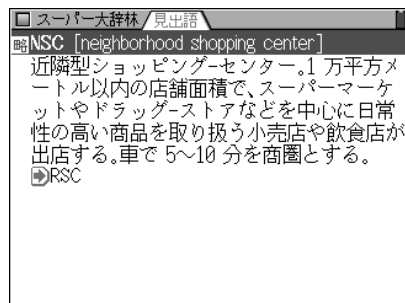 スーパー大辞林 見出語
略NSC [neighborhood shopping center]
近隣型ショッピング-センター。1 万平方メ
ートル以内の店舗面積で、スーパーマーケ
ットやドラッグ-ストアなどを中心に日常
性の高い商品を取り扱う小売店や飲食店が
出店する。車で 5〜10 分を商圏とする。
➡RSC